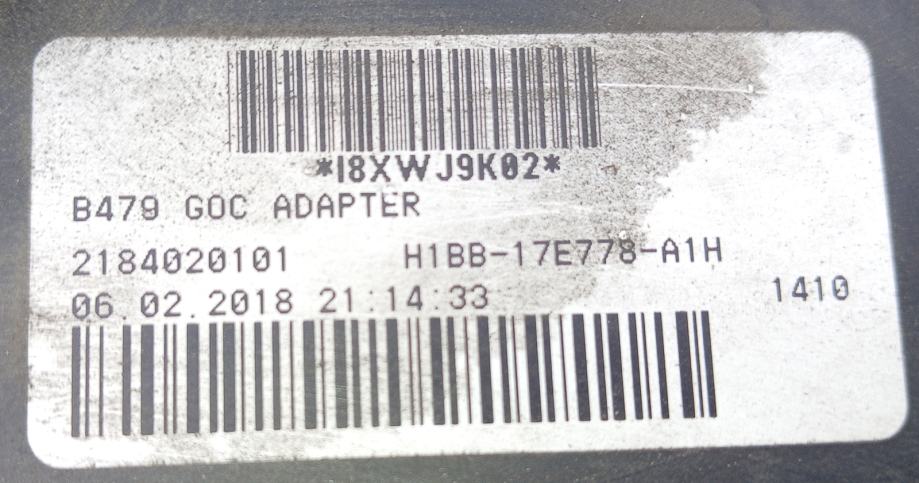 *I8XWJ9K02*
B479 GOC ADAPTER
2184020101 H1BB-17E778-A1H
06.02.2018 21:14:33 1410